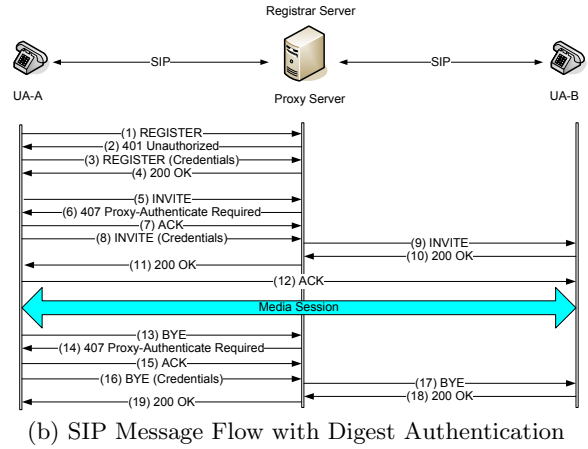 Registrar Server
SIP
SIP
UA-A
Proxy Server
UA-B
(1) REGISTER
(2) 401 Unauthorized
(3) REGISTER (Credentials)
(4) 200 OK
(5) INVITE
(6) 407 Proxy-Authenticate Required
(7) ACK
(8) INVITE (Credentials)
(9) INVITE
(10) 200 OK
(11) 200 OK
(12) ACK
Media Session
(13) BYE
(14) 407 Proxy-Authenticate Required
(15) ACK
(16) BYE (Credentials)
(17) BYE
(18) 200 OK
(19) 200 OK
(b) SIP Message Flow with Digest Authentication